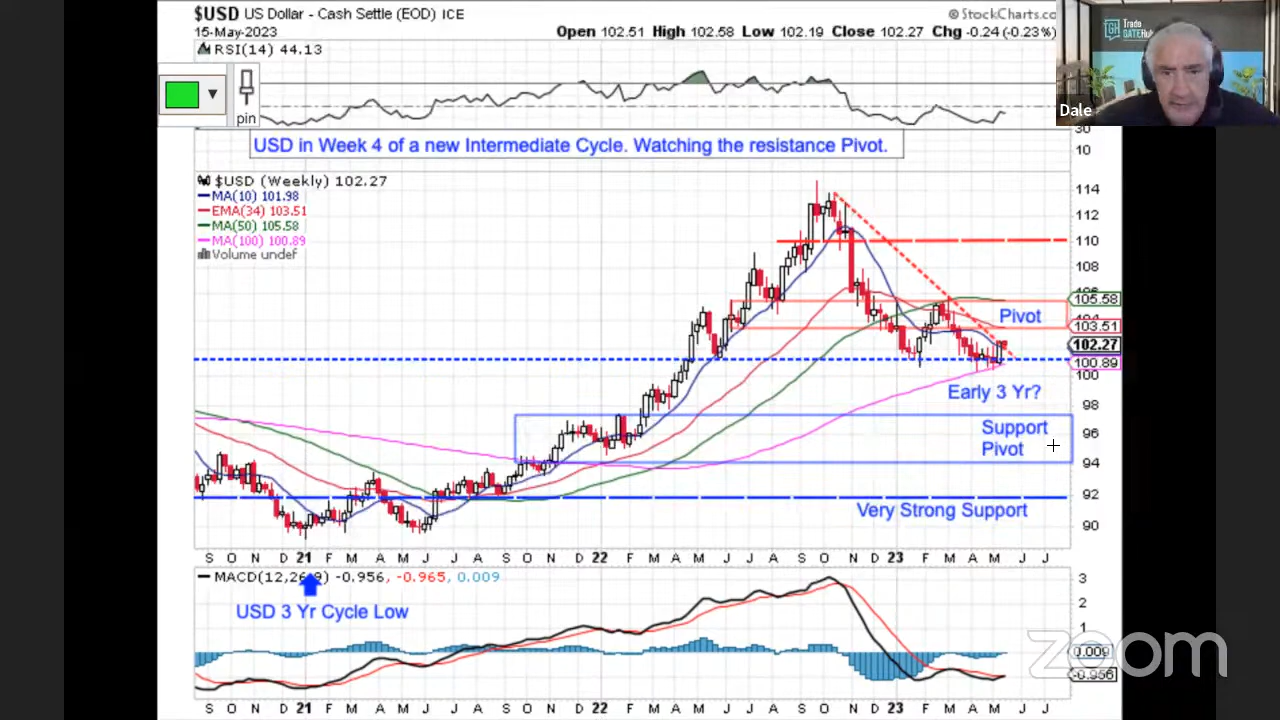 $USD US Dollar - Cash Settle (EOD) ICE
© StockCharts.co
15-May-2023
Open 102.51 High 102.58 Low 102.19 Close 102.27 Chg -0.24 (-0.23%)
RSI(14) 44.13
pin
Trade
GATEHub
Dale
30
10
USD in Week 4 of a new Intermediate Cycle. Watching the resistance Pivot.
$USD (Weekly) 102.27
MA(10) 101.98
EMA(34) 103.51
MA(50) 105.58
MA(100) 100.89
Volume undef
114
112
110
108
106
105.58
104
103.51
102.27
100.89
100
98
96
94
92
90
Pivot
Early 3 Yr?
Support
Pivot
Very Strong Support
S O N D 21 F M A M J J A S O N D 22 F M A M J J A S O N D 23 F M A M J J
MACD(12,26,9) -0.956, -0.965, 0.009
USD 3 Yr Cycle Low
3
2
1
0.009
-0.956
zoom
S O N D 21 F M A M J J A S O N D 22 F M A M J J A S O N D 23 F M A M J J